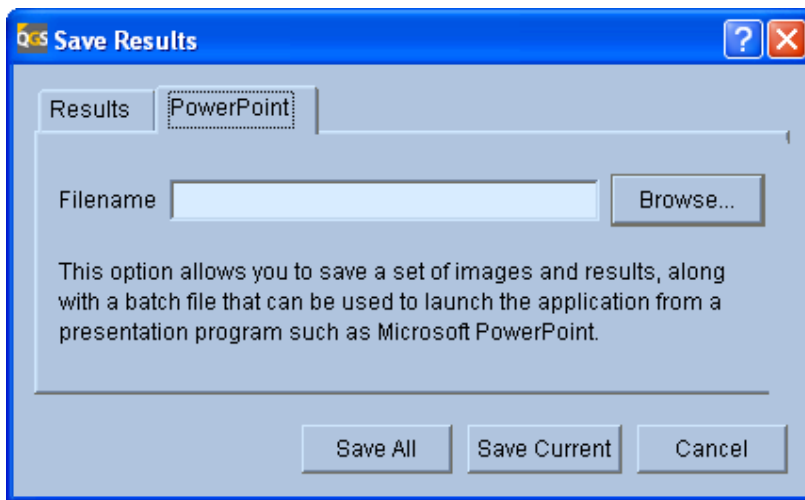 QGS Save Results
Results PowerPoint
Filename Browse...
This option allows you to save a set of images and results, along
with a batch file that can be used to launch the application from a
presentation program such as Microsoft PowerPoint.
Save All Save Current Cancel